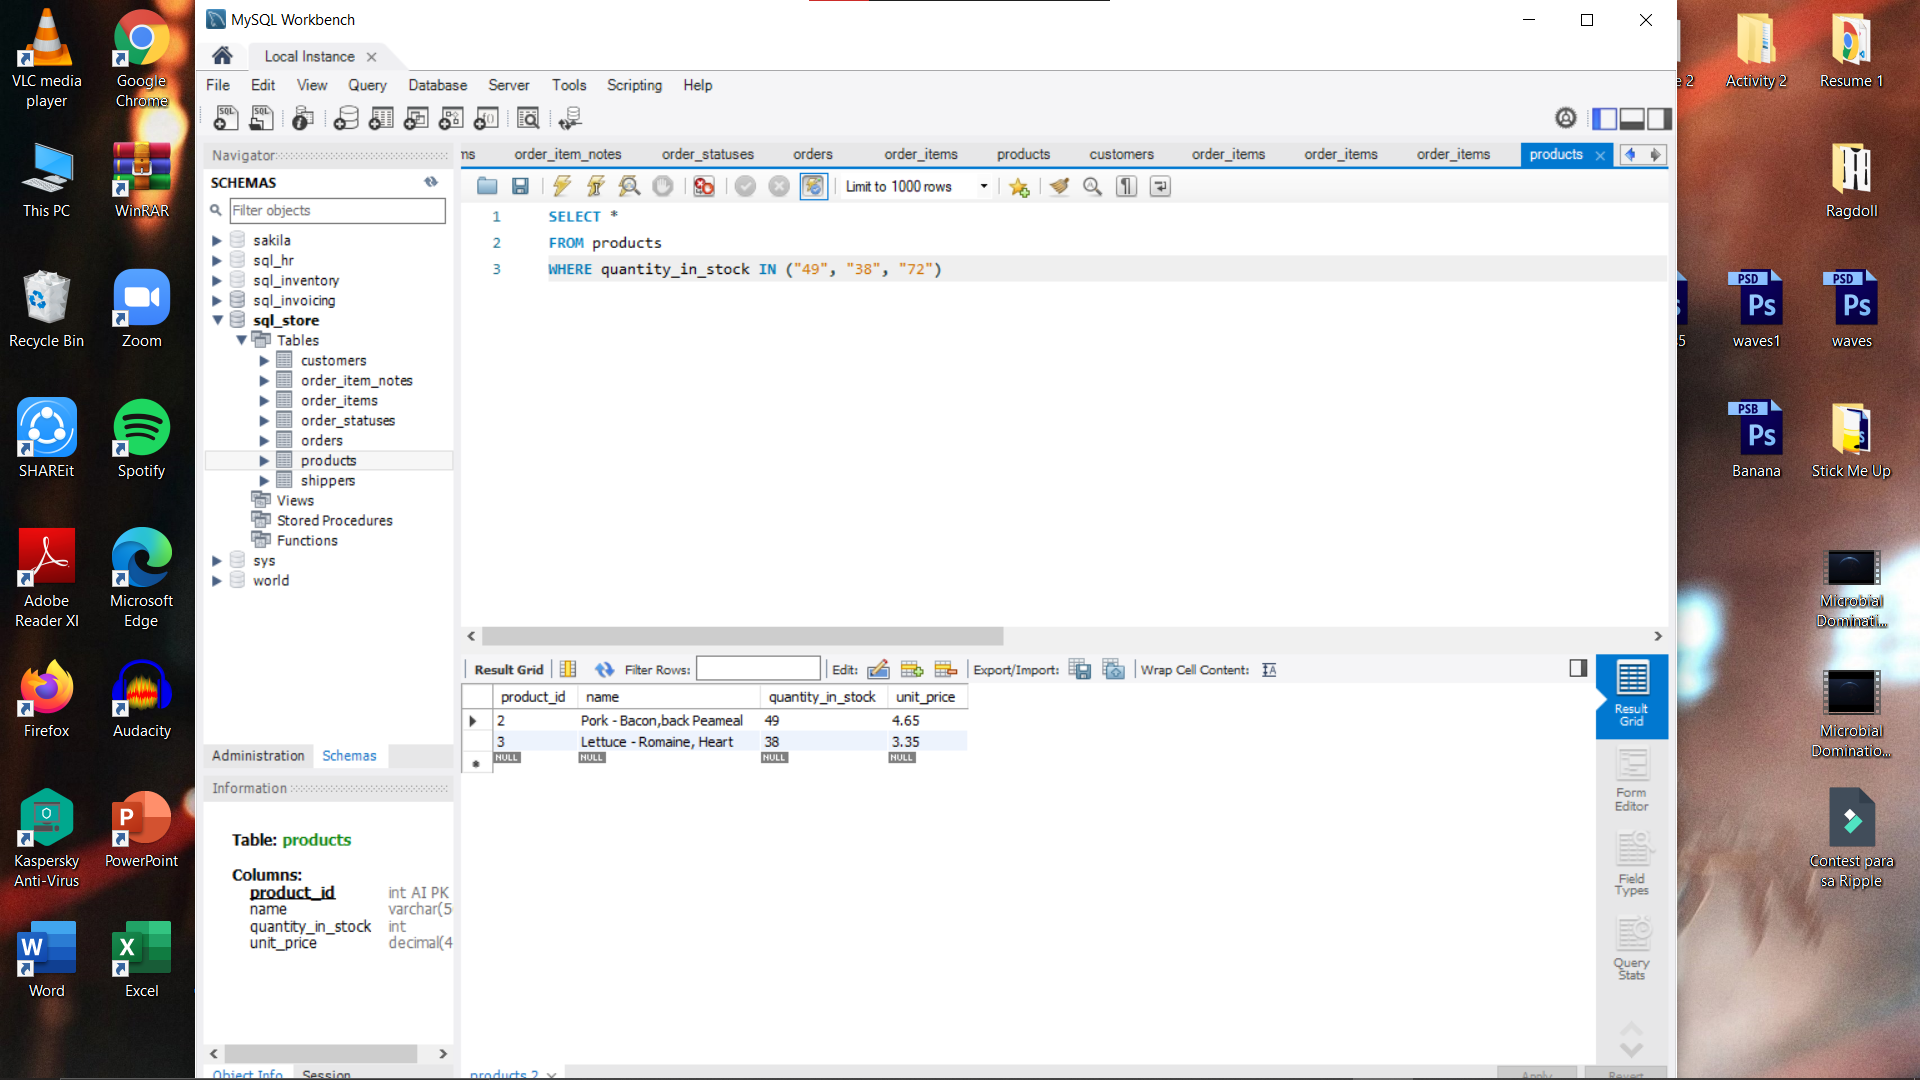 VLC media
player
Google
Chrome
This PC
WinRAR
Recycle Bin
Zoom
SHAREit
Spotify
Adobe
Reader XI
Microsoft
Edge
Firefox
Audacity
Kaspersky
Anti-Virus
PowerPoint
Word
Excel
MySQL Workbench
Local Instance
File Edit View Query Database Server Tools Scripting Help
Navigator
SCHEMAS
Filter objects
sakila
sql_hr
sql_inventory
sql_invoicing
sql_store
Tables
customers
order_item_notes
order_items
order_statuses
orders
products
shippers
Views
Stored Procedures
Functions
sys
world
Administration Schemas
Information
Table: products
Columns:
product_id int AI PK
name varchar(5
quantity_in_stock int
unit_price decimal(4
Object Info Session
ms order_item_notes order_statuses orders order_items products customers order_items order_items order_items products
Limit to 1000 rows
1 SELECT *
2 FROM products
3 WHERE quantity_in_stock IN ("49", "38", "72")
Result Grid Filter Rows: Edit: Export/Import: Wrap Cell Content:
product_id name quantity_in_stock unit_price
2 Pork - Bacon,back Peameal 49 4.65
3 Lettuce - Romaine, Heart 38 3.35
NULL NULL NULL NULL
Result
Grid
Form
Editor
Field
Types
Query
Stats
products 2
Apply Revert
e 2
Activity 2
Resume 1
Ragdoll
5
PSD
Ps
waves1
PSD
Ps
waves
PSB
Ps
Banana
Stick Me Up
Microbial
Dominati...
Microbial
Dominatio...
Contest para
sa Ripple